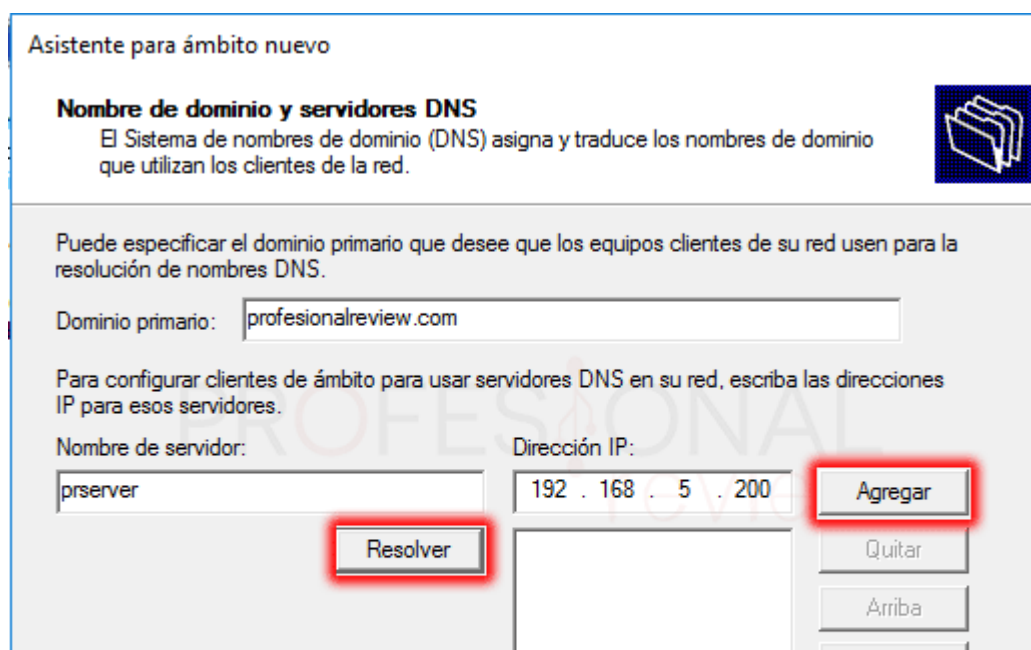 Asistente para ámbito nuevo
Nombre de dominio y servidores DNS
El Sistema de nombres de dominio (DNS) asigna y traduce los nombres de dominio
que utilizan los clientes de la red.
Puede especificar el dominio primario que desee que los equipos clientes de su red usen para la
resolución de nombres DNS.
Dominio primario: profesionalreview.com
Para configurar clientes de ámbito para usar servidores DNS en su red, escriba las direcciones
IP para esos servidores.
PROFESIONAL
review
Nombre de servidor: Dirección IP:
prserver 192 . 168 . 5 . 200 Agregar
Resolver Quitar
Arriba